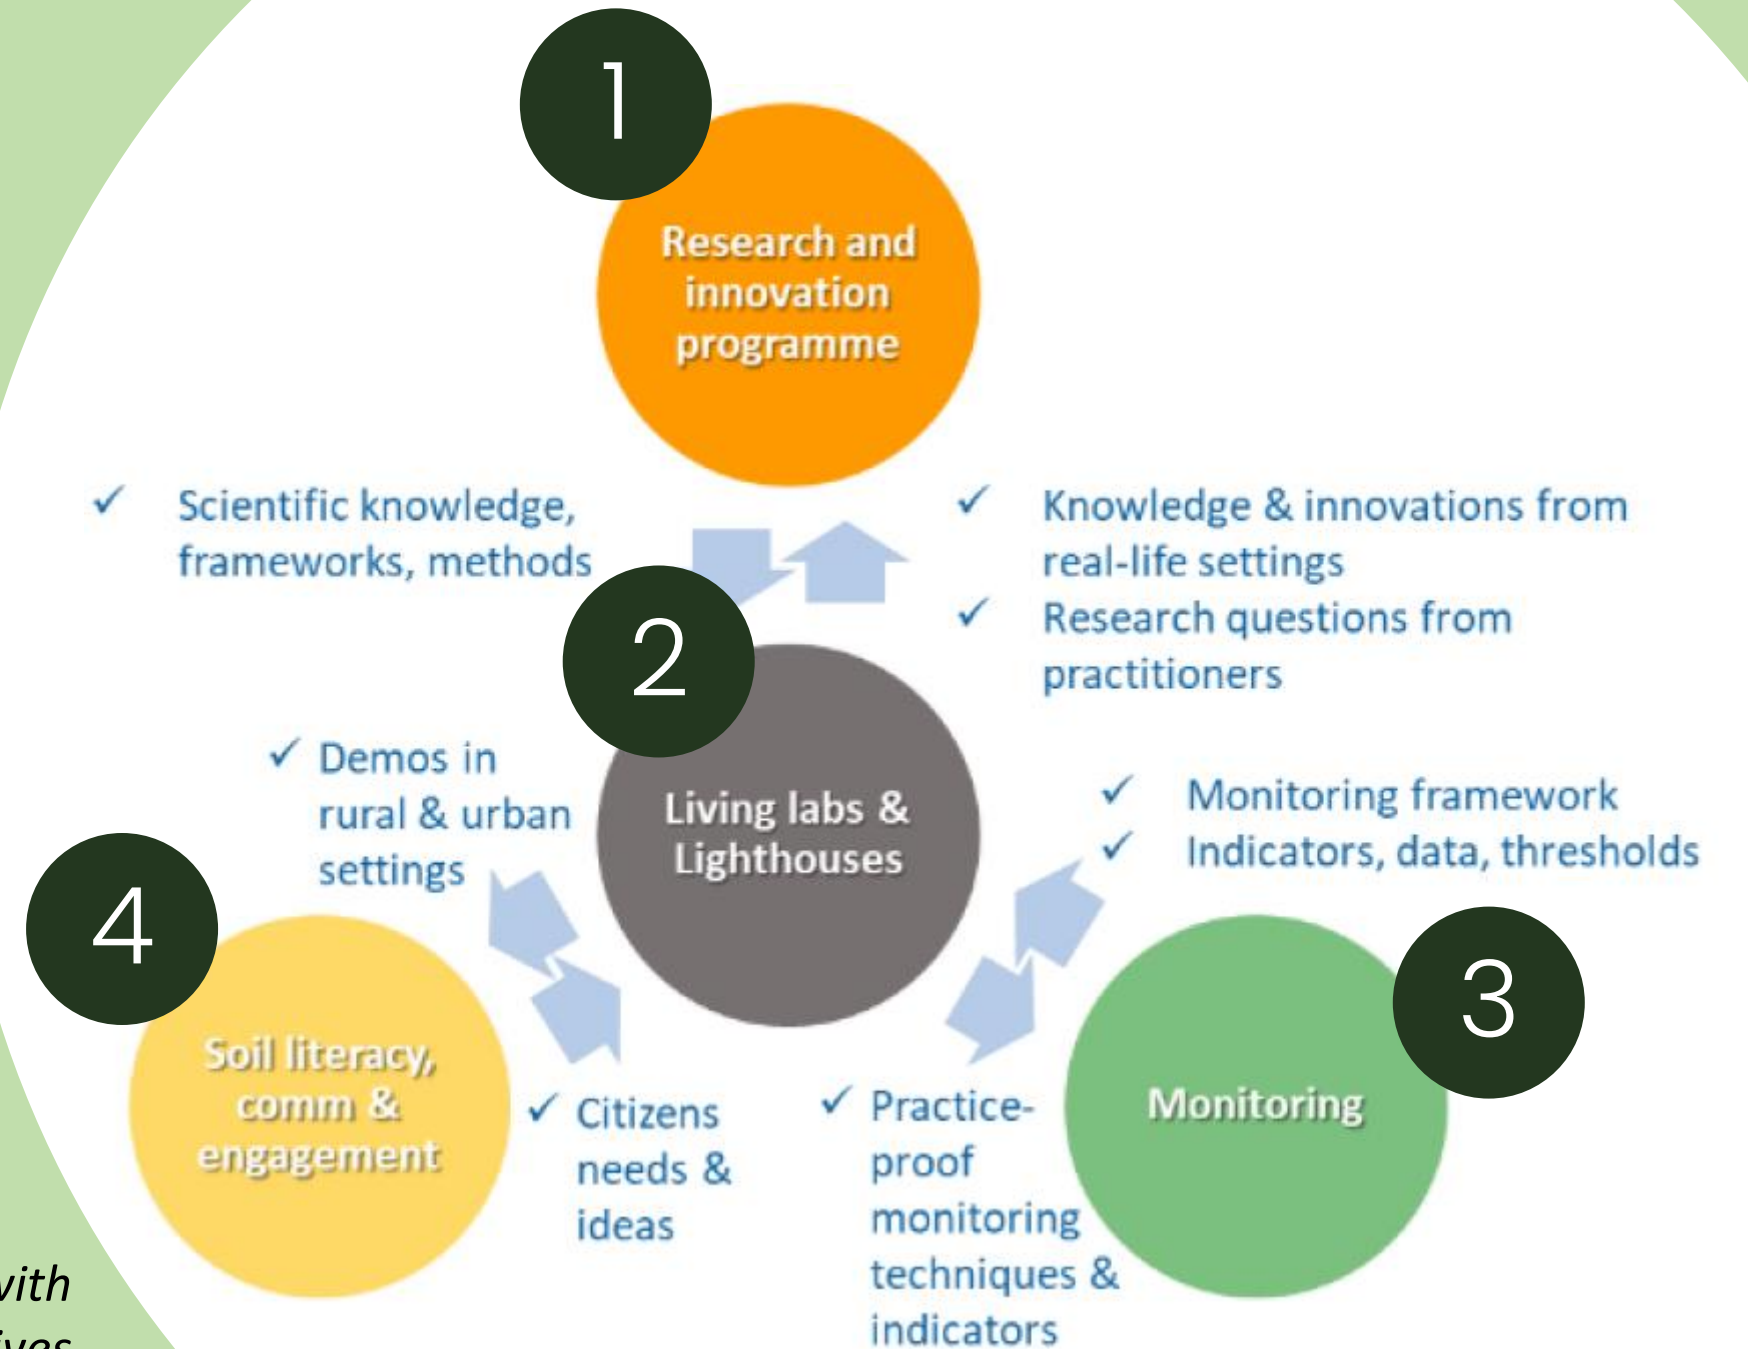 1
Research and
innovation
programme
✓ Scientific knowledge,
frameworks, methods
✓ Knowledge & innovations from
real-life settings
✓ Research questions from
practitioners
2
Living labs &
Lighthouses
✓ Demos in
rural & urban
settings
✓ Monitoring framework
✓ Indicators, data, thresholds
4
Soil literacy,
comm &
engagement
3
Monitoring
✓ Citizens
needs &
ideas
✓ Practice-
proof
monitoring
techniques &
indicators
with